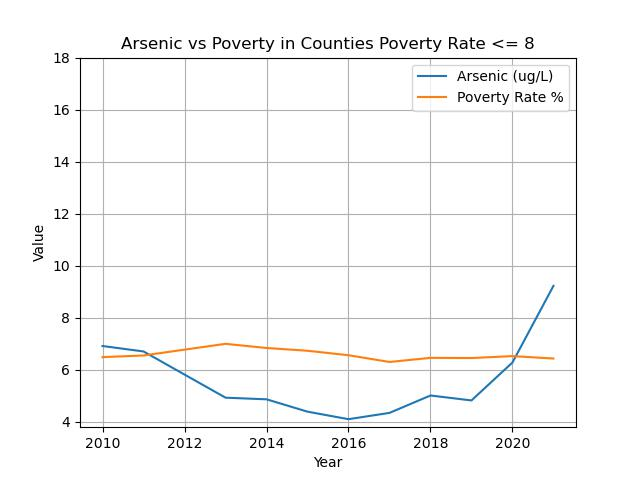 Arsenic vs Poverty in Counties Poverty Rate <= 8
Arsenic (ug/L)
Poverty Rate %
Value
18
16
14
12
10
8
6
4
2010 2012 2014 2016 2018 2020
Year